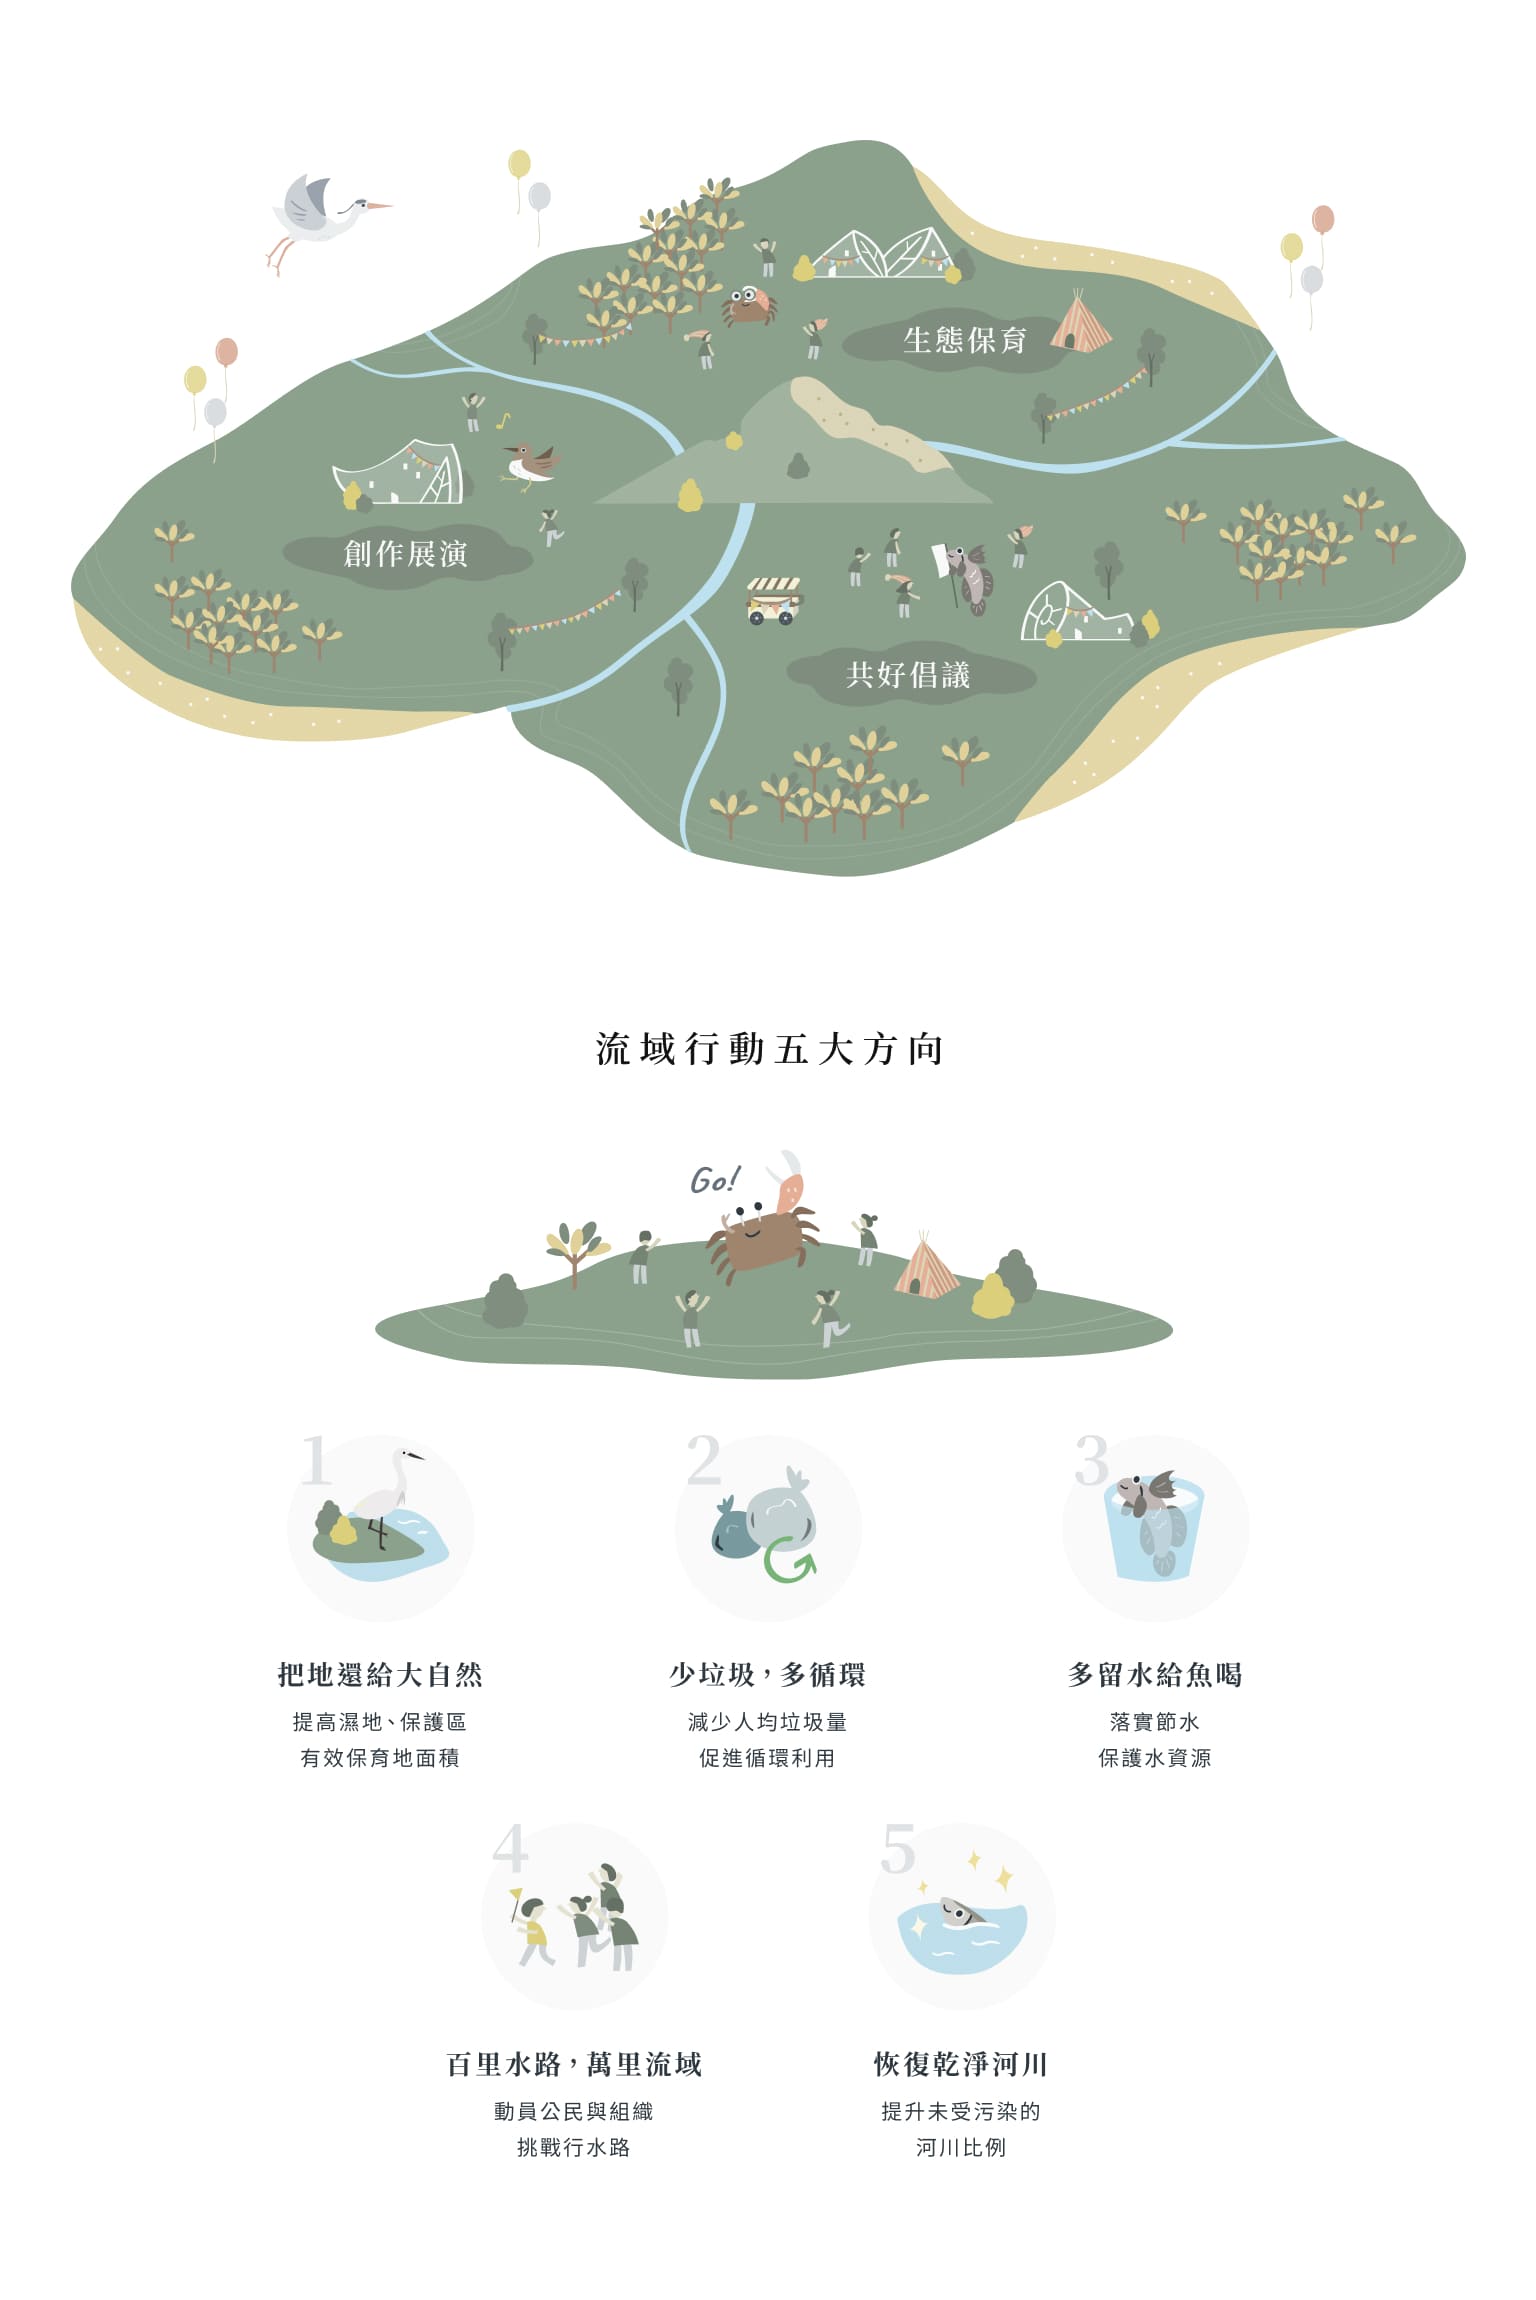 生態保育
創作展演
共好倡議
流域行動五大方向
Go!
1
2
3
把地還給大自然
提高濕地、保護區
有效保育地面積
少垃圾，多循環
減少人均垃圾量
促進循環利用
多留水給魚喝
落實節水
保護水資源
4
5
百里水路，萬里流域
動員公民與組織
挑戰行水路
恢復乾淨河川
提升未受污染的
河川比例